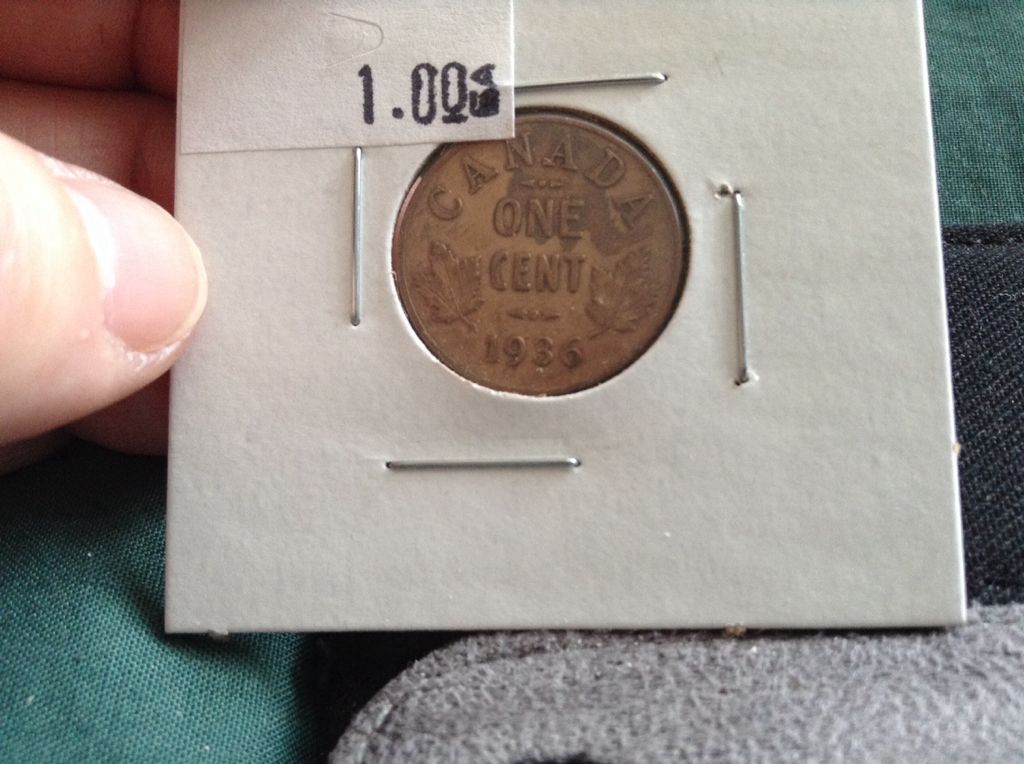 1.00
CANADA
ONE
CENT
1936